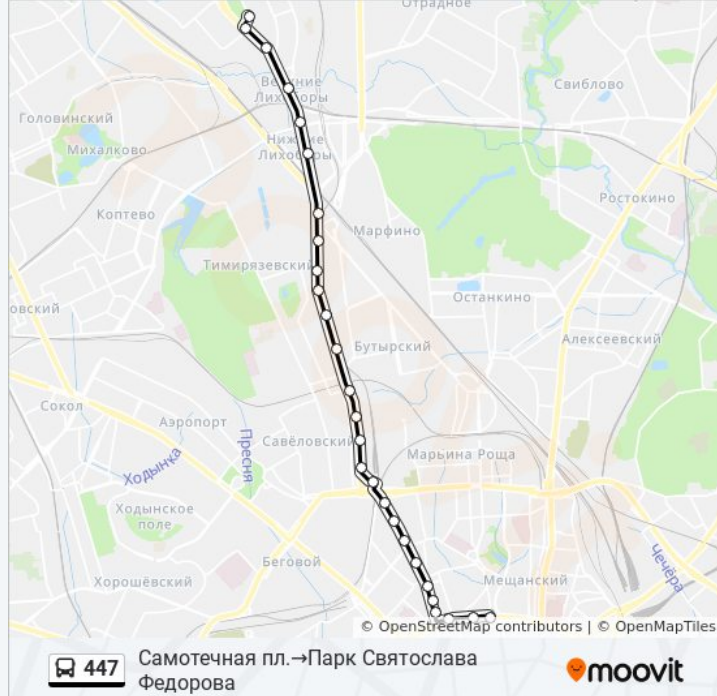 Отрадное
Верхние
Лихоборы
Свиблово
Головинский
Михалково
Нижние
Лихоборы
Ростокино
Коптево
Марфино
Тимирязевский
Останкино
овский
Алексеевский
Бутырский
Сокол
Аэропорт
Пресня
Савёловский
Марьина Роща
Ходынка
Ходынское
поле
Беговой
Чечёра
Мещанский
Хорошёвский
© OpenStreetMap contributors | © OpenMapTiles
447
Самотечная пл.→Парк Святослава
Федорова
moovit